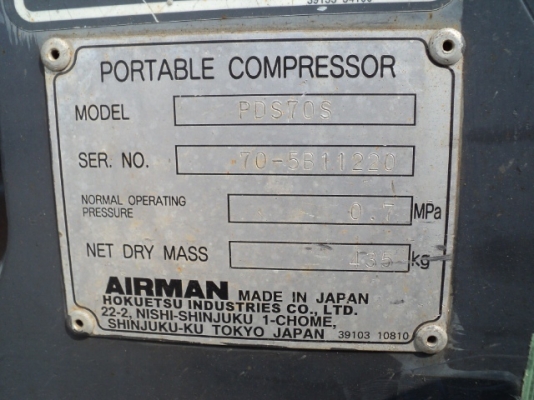 PORTABLE COMPRESSOR
MODEL PDS70S
SER. NO. 70-5B11220
NORMAL OPERATING
PRESSURE 0.7 MPa
NET DRY MASS kg
AIRMAN MADE IN JAPAN
HOKUETSU INDUSTRIES CO., LTD.
22-2, NISHI-SHINJUKU 1-CHOME,
SHINJUKU-KU TOKYO JAPAN 39103 10810